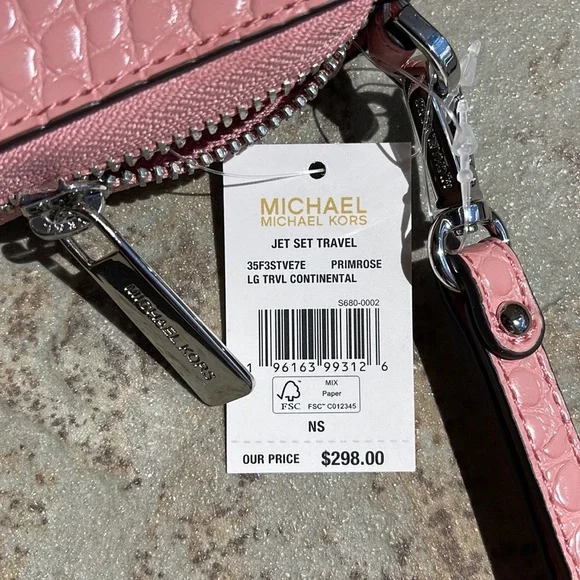 MICHAEL
MICHAEL KORS
JET SET TRAVEL
35F3STVE7E PRIMROSE
LG TRVL CONTINENTAL
S680-0002
1 96163 99312 6
FSC
MIX
Paper
FSC™ C012345
NS
OUR PRICE $298.00
MICHAEL KORS